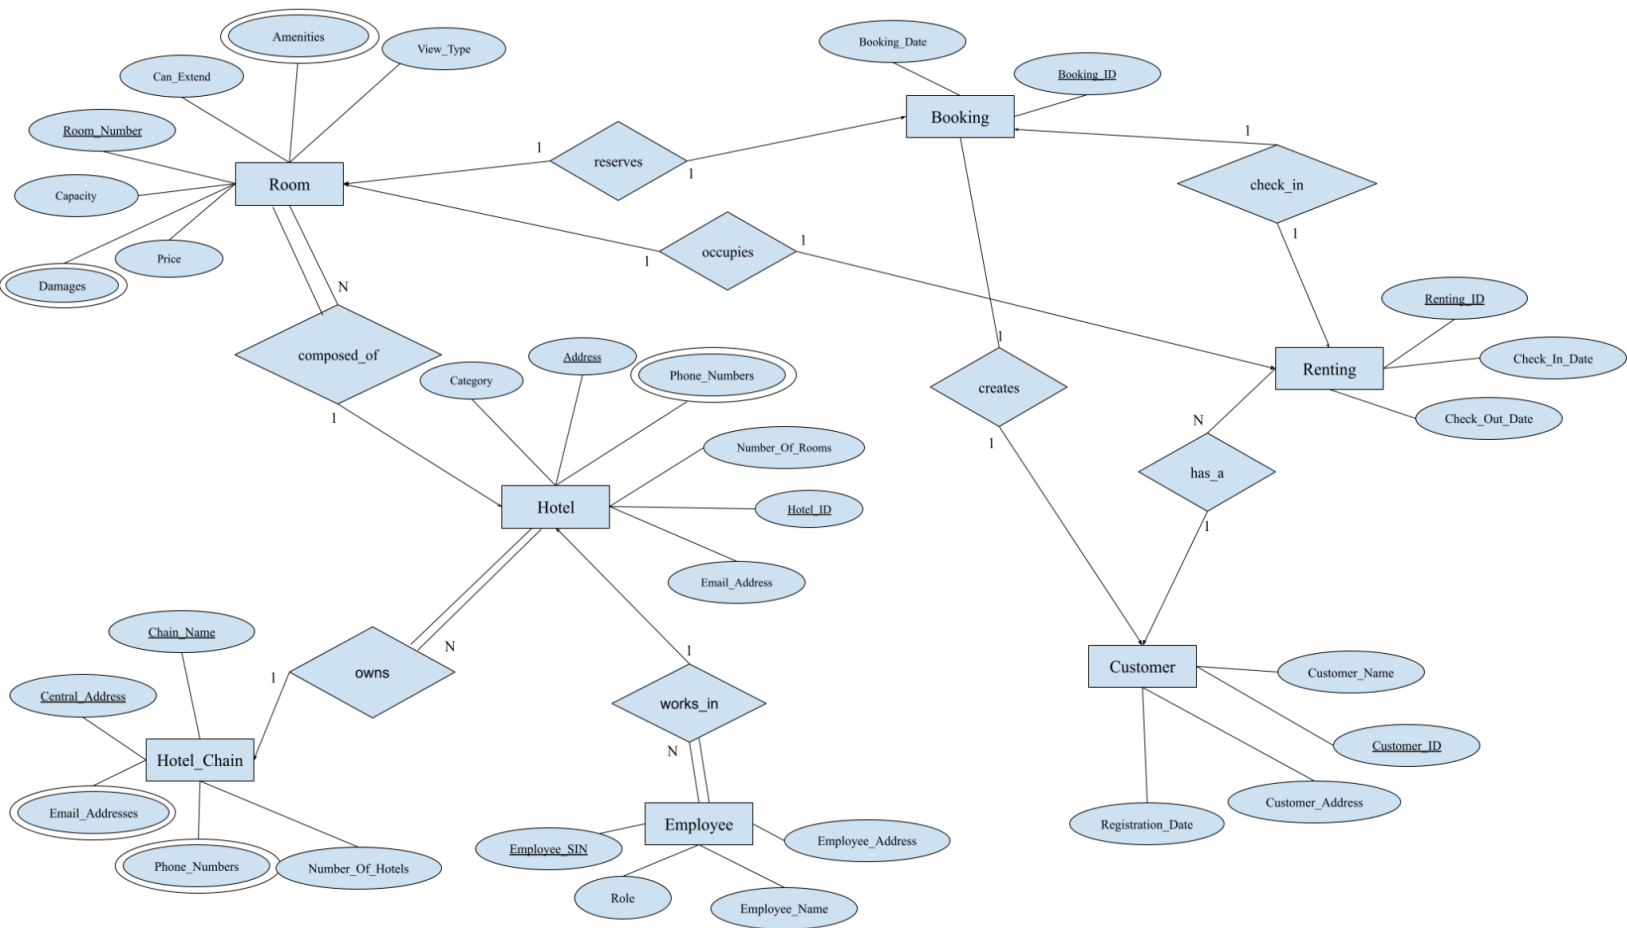 Amenities
View_Type
Can_Extend
Room_Number
Capacity
Price
Damages
Room
1
reserves
1
Booking_Date
Booking_ID
Booking
1
check_in
1
occupies
1
1
Renting_ID
Check_In_Date
Check_Out_Date
Renting
N
composed_of
1
Category
Address
Phone_Numbers
Number_Of_Rooms
Hotel_ID
Email_Address
Hotel
1
creates
1
N
has_a
1
Customer
Customer_Name
Customer_ID
Customer_Address
Registration_Date
N
owns
1
Chain_Name
Central_Address
Hotel_Chain
Email_Addresses
Phone_Numbers
Number_Of_Hotels
1
works_in
N
Employee
Employee_SIN
Employee_Address
Role
Employee_Name